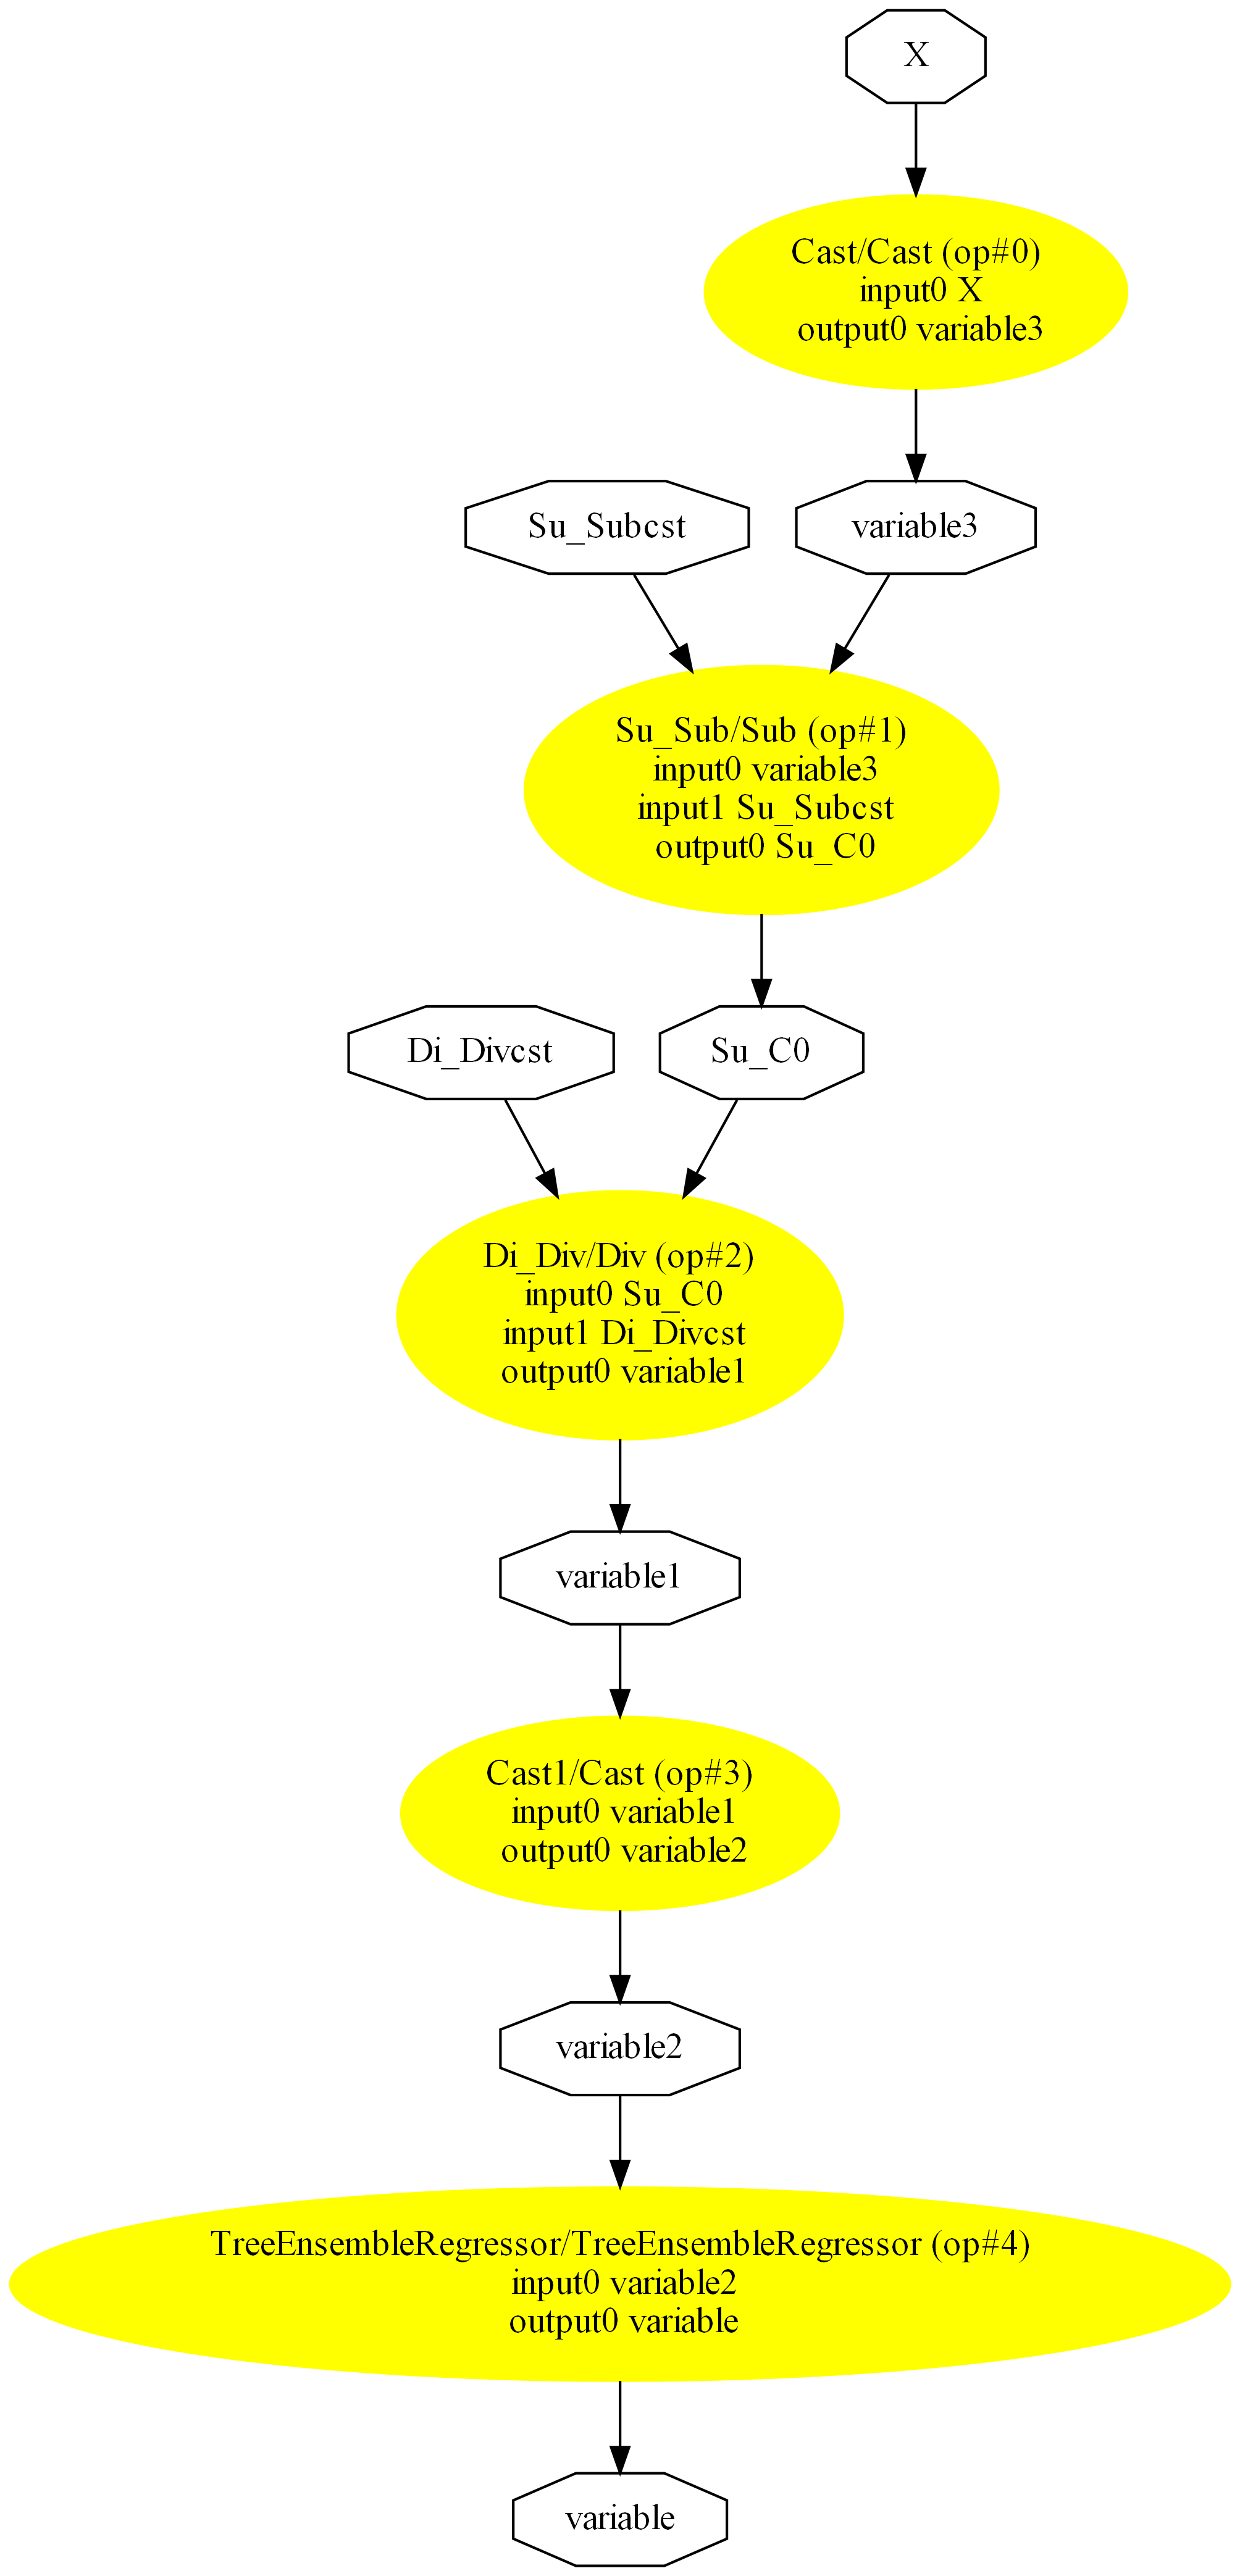 X
Cast/Cast (op#0)
input0 X
output0 variable3
Su_Subcst
variable3
Su_Sub/Sub (op#1)
input0 variable3
input1 Su_Subcst
output0 Su_C0
Di_Divcst
Su_C0
Di_Div/Div (op#2)
input0 Su_C0
input1 Di_Divcst
output0 variable1
variable1
Cast1/Cast (op#3)
input0 variable1
output0 variable2
variable2
TreeEnsembleRegressor/TreeEnsembleRegressor (op#4)
input0 variable2
output0 variable
variable